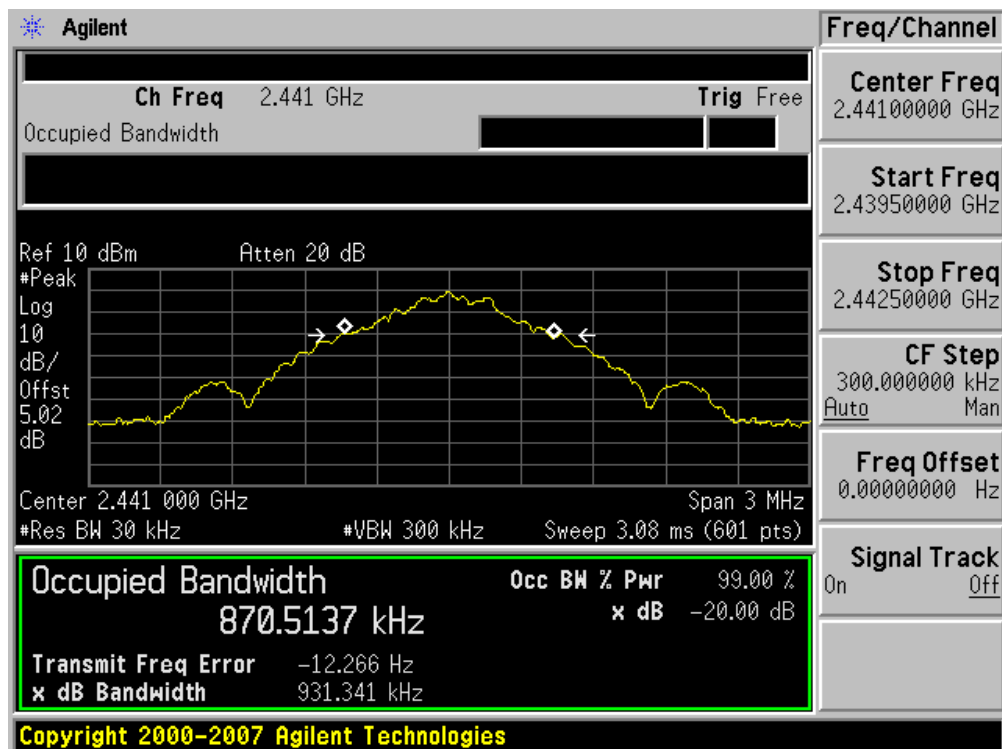 Agilent
Freq/Channel
Ch Freq 2.441 GHz Trig Free
Occupied Bandwidth
Center Freq
2.44100000 GHz
Start Freq
2.43950000 GHz
Stop Freq
2.44250000 GHz
CF Step
300.000000 kHz
Auto Man
Freq Offset
0.00000000 Hz
Signal Track
On Off
Ref 10 dBm Atten 20 dB
#Peak
Log
10
dB/
Offst
5.02
dB
Center 2.441 000 GHz Span 3 MHz
#Res BW 30 kHz #VBW 300 kHz Sweep 3.08 ms (601 pts)
Occupied Bandwidth
870.5137 kHz
Occ BW % Pwr 99.00 %
x dB -20.00 dB
Transmit Freq Error -12.266 Hz
x dB Bandwidth 931.341 kHz
Copyright 2000-2007 Agilent Technologies